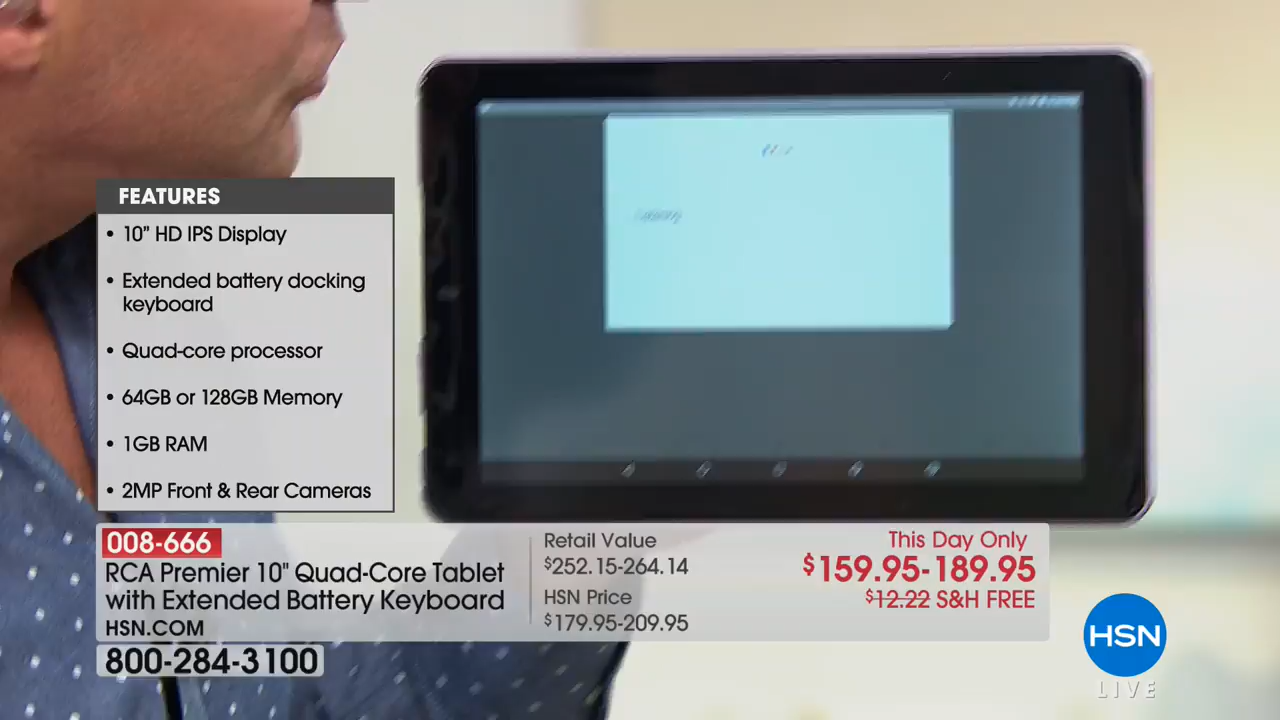 FEATURES
• 10" HD IPS Display
• Extended battery docking
keyboard
• Quad-core processor
• 64GB or 128GB Memory
• 1GB RAM
• 2MP Front & Rear Cameras
008-666
RCA Premier 10" Quad-Core Tablet
with Extended Battery Keyboard
HSN.COM
800-284-3100
Retail Value
$252.15-264.14
HSN Price
$179.95-209.95
This Day Only
$159.95-189.95
$12.22 S&H FREE
HSN
LIVE